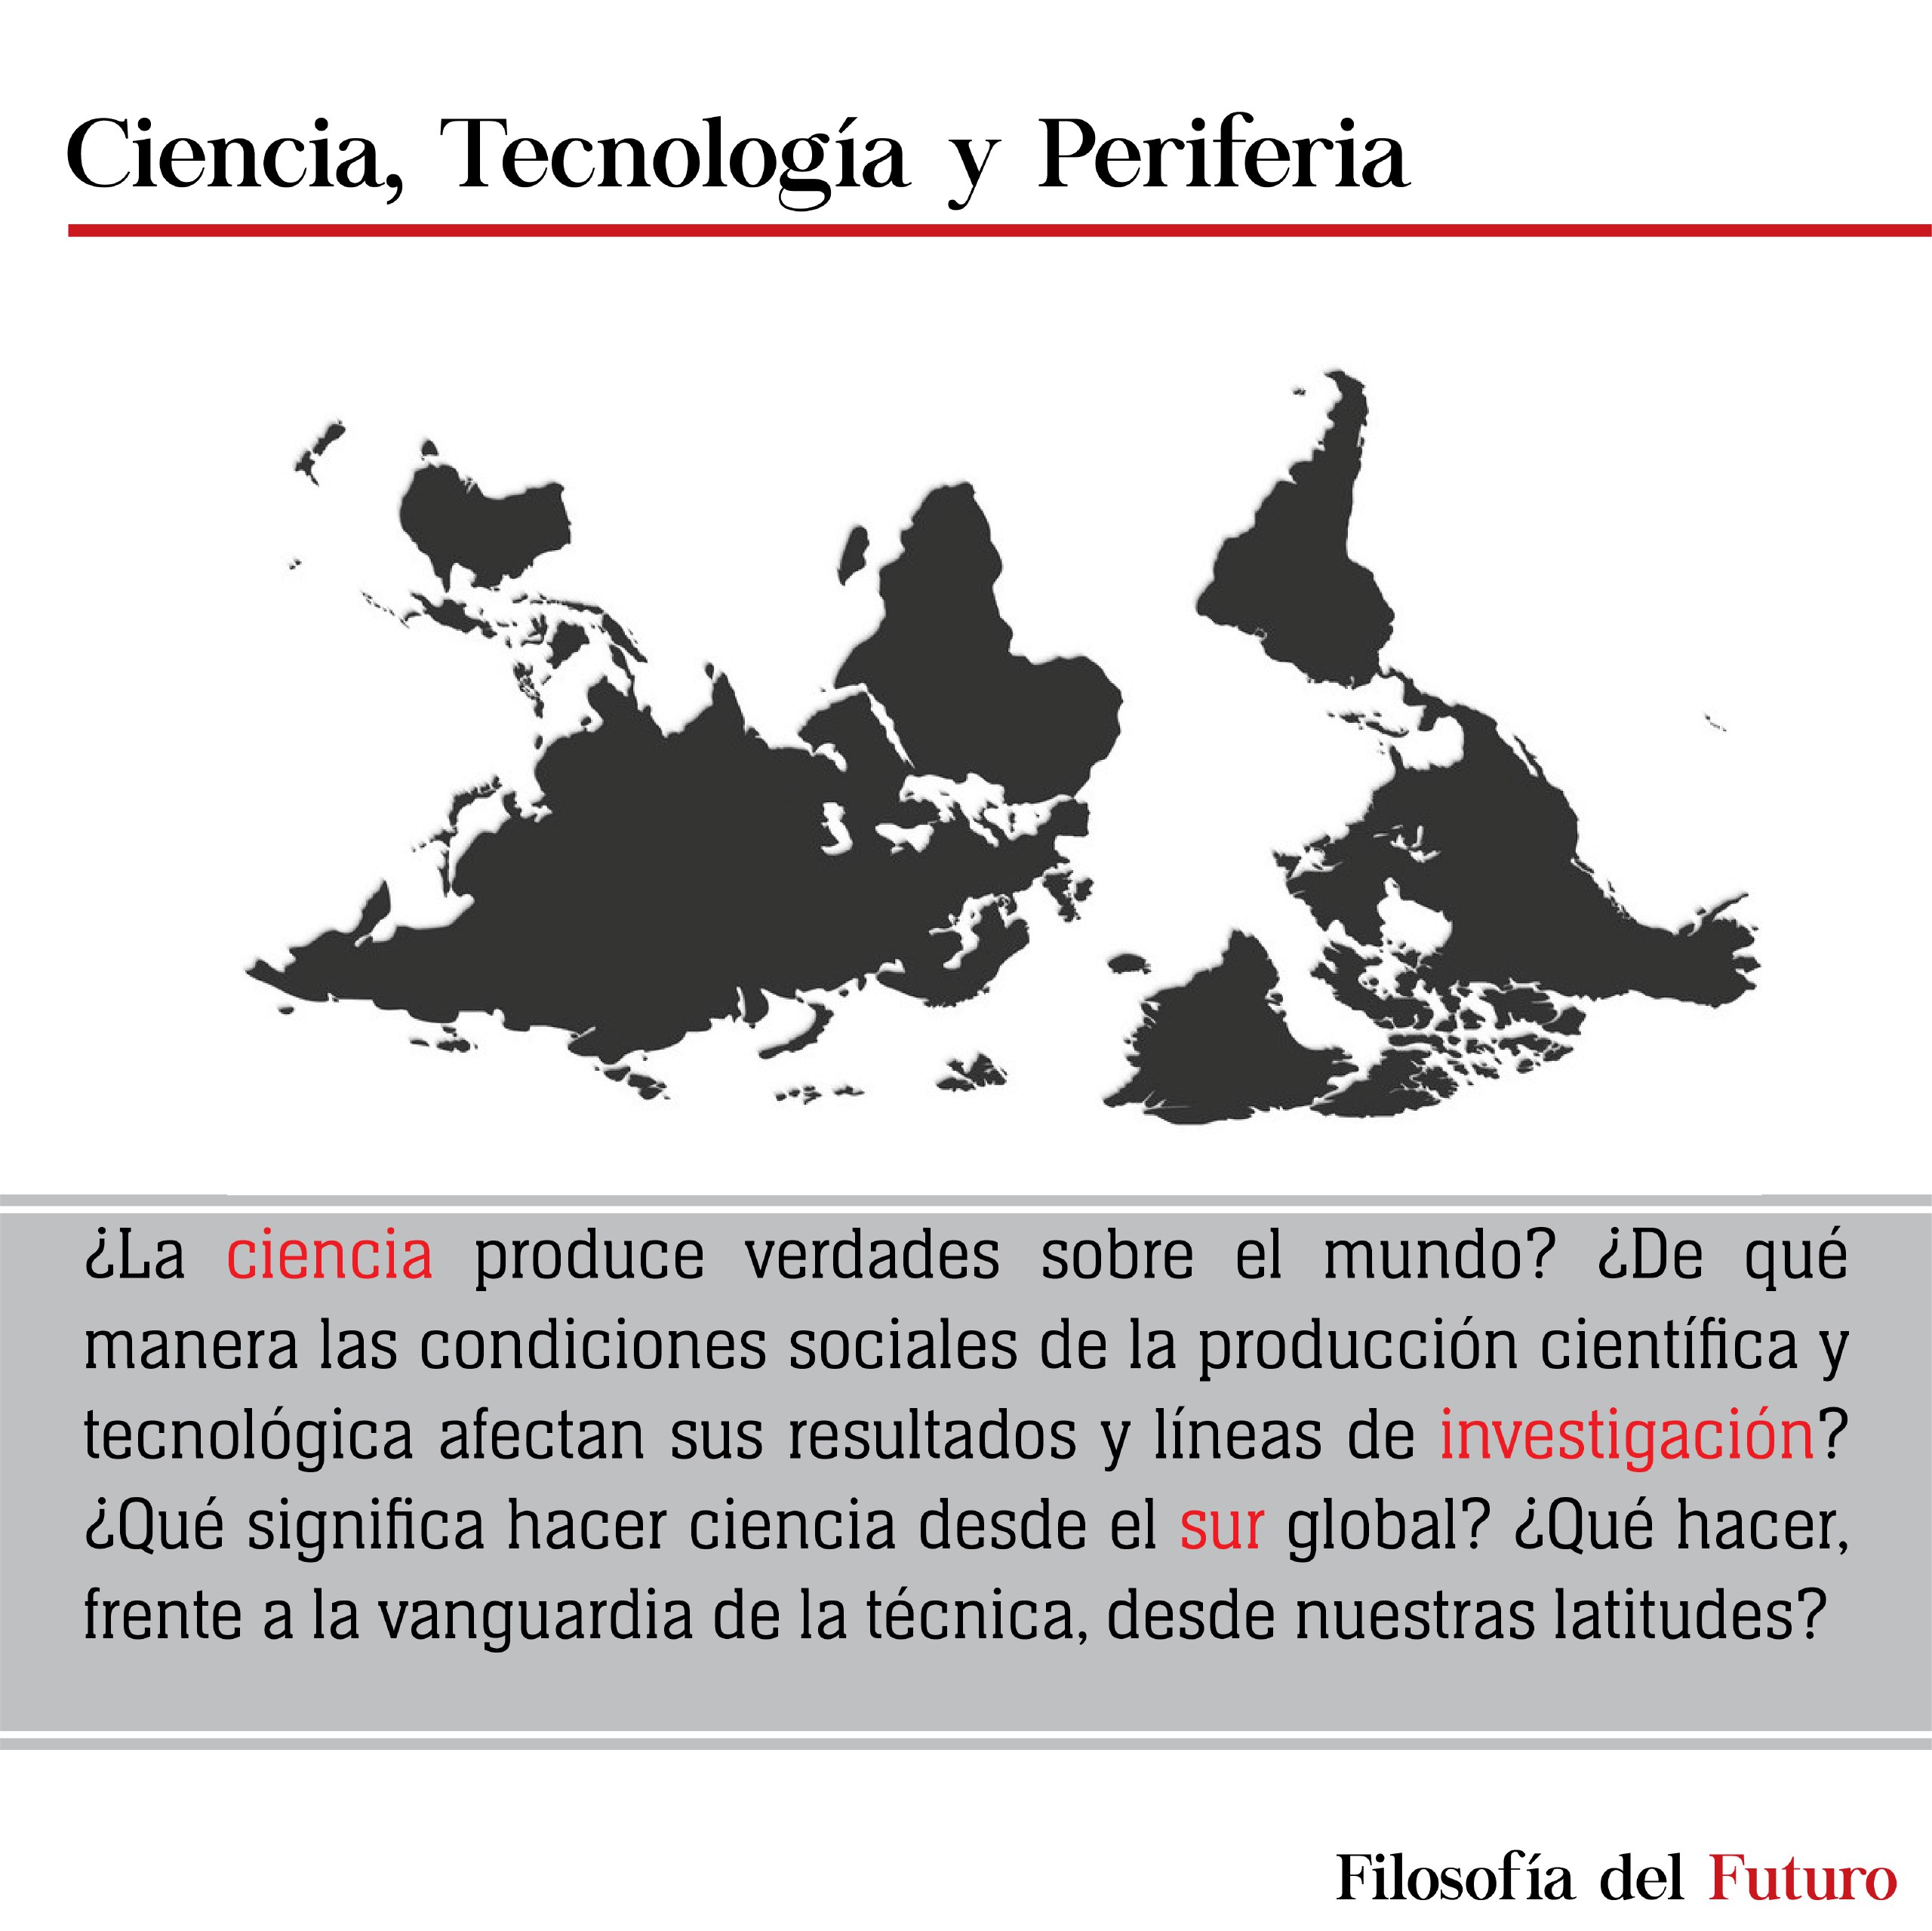 Ciencia, Tecnología y Periferia
¿La ciencia produce verdades sobre el mundo? ¿De qué
manera las condiciones sociales de la producción científica y
tecnológica afectan sus resultados y líneas de investigación?
¿Qué significa hacer ciencia desde el sur global? ¿Qué hacer,
frente a la vanguardia de la técnica, desde nuestras latitudes?
Filosofía del Futuro